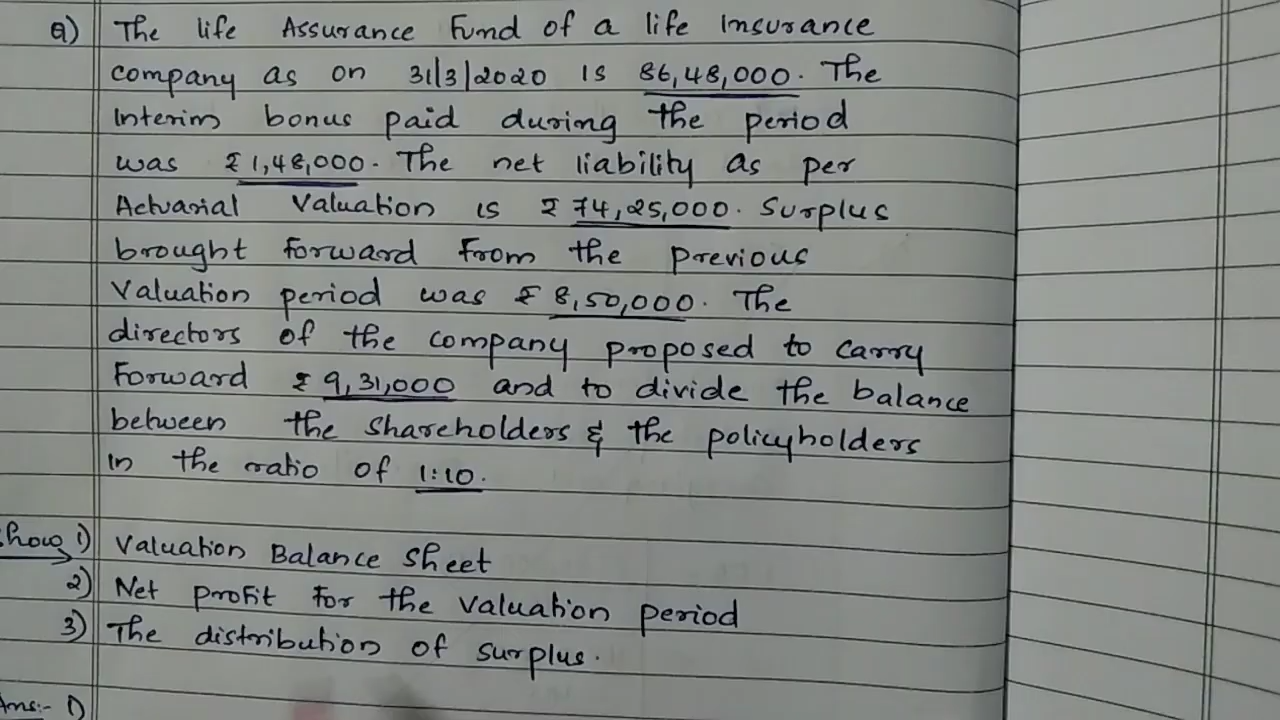 Q) The life Assurance Fund of a life Insurance
company as on 31/3/2020 is 86,48,000. The
Interim bonus paid during the period
was ₹ 1,48,000. The net liability as per
Actuarial Valuation is ₹ 74,25,000. Surplus
brought forward from the previous
Valuation period was ₹ 8,50,000. The
directors of the company proposed to carry
Forward ₹ 9,31,000 and to divide the balance
between the shareholders & the policyholders
in the ratio of 1:10.
Show 1) Valuation Balance sheet
2) Net profit for the valuation period
3) The distribution of surplus.
Ans:- 1)